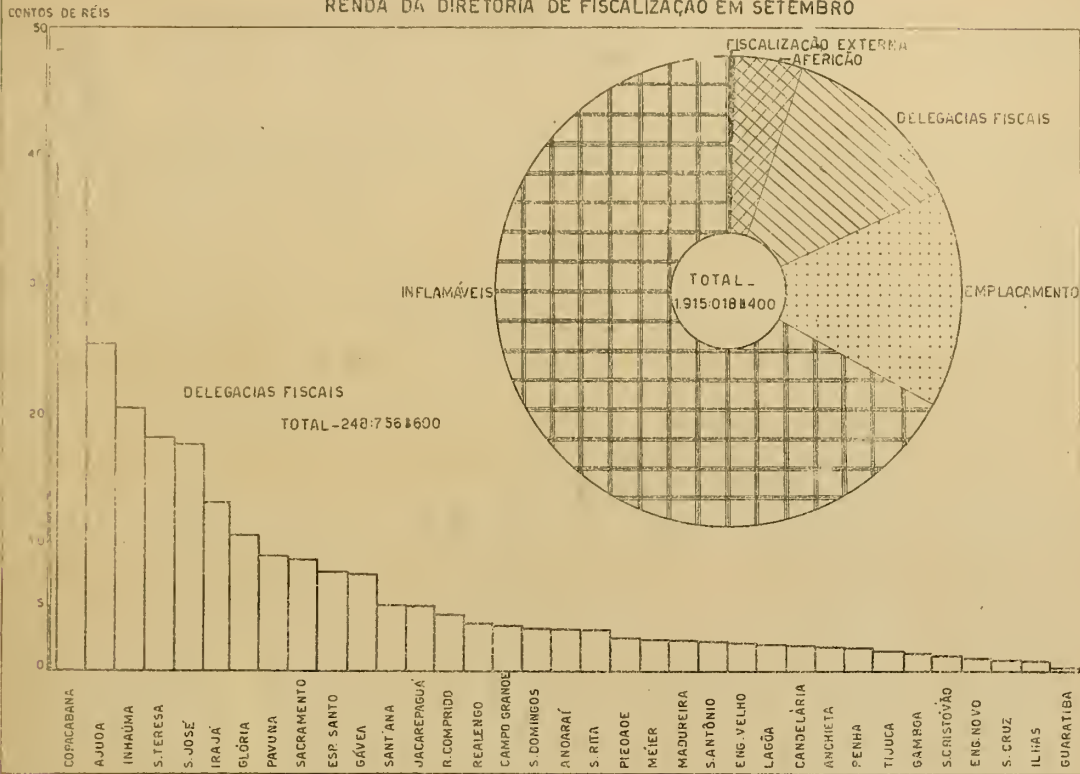 RENDA DA DIRETORIA DE FISCALIZAÇÃO EM SETEMBRO
CONTOS DE RÉIS
50
20
5
0
FISCALIZAÇÃO EXTERNA
AFERIÇÃO
DELEGACIAS FISCAIS
EMPLACAMENTO
INFLAMÁVEIS
TOTAL_
1.915:018$400
DELEGACIAS FISCAIS
TOTAL-248:756$600
COPACABANA
AJUDA
INHAÚMA
S.TERESA
S.JOSÉ
IRAJÁ
GLÓRIA
PAVUNA
SACRAMENTO
ESP. SANTO
GÁVEA
SANT'ANA
JACAREPAGUÁ
R.COMPRIDO
REALENGO
CAMPO GRANDE
S.DOMINGOS
ANDARAÍ
S.RITA
PIEDADE
MÉIER
MADUREIRA
S.ANTÔNIO
ENG.VELHO
LAGOA
CANDELÁRIA
ANCHIETA
PENHA
TIJUCA
GAMBOA
S.CRISTOVÃO
ENG.NOVO
S.CRUZ
ILHAS
GUARATIBA